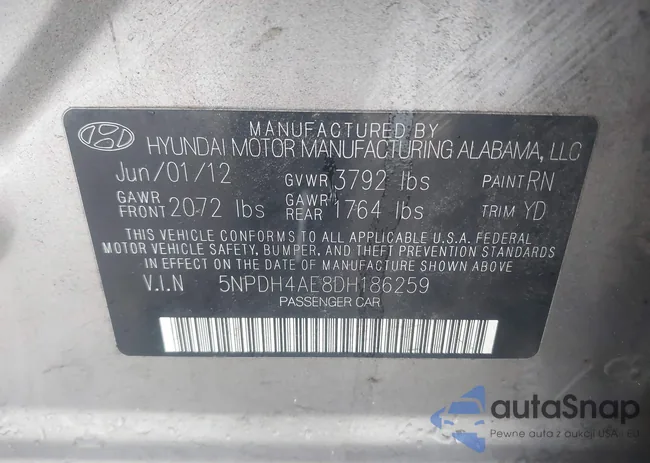 MANUFACTURED BY
HYUNDAI MOTOR MANUFACTURING ALABAMA, LLC
Jun/01/12 GVWR 3792 lbs PAINT RN
GAWR FRONT 2072 lbs GAWR REAR 1764 lbs TRIM YD
THIS VEHICLE CONFORMS TO ALL APPLICABLE U.S.A. FEDERAL
MOTOR VEHICLE SAFETY, BUMPER, AND THEFT PREVENTION STANDARDS
IN EFFECT ON THE DATE OF MANUFACTURE SHOWN ABOVE
V.I.N 5NPDH4AE8DH186259
PASSENGER CAR
autoSnap
Pewne auta z aukcji USA - EU